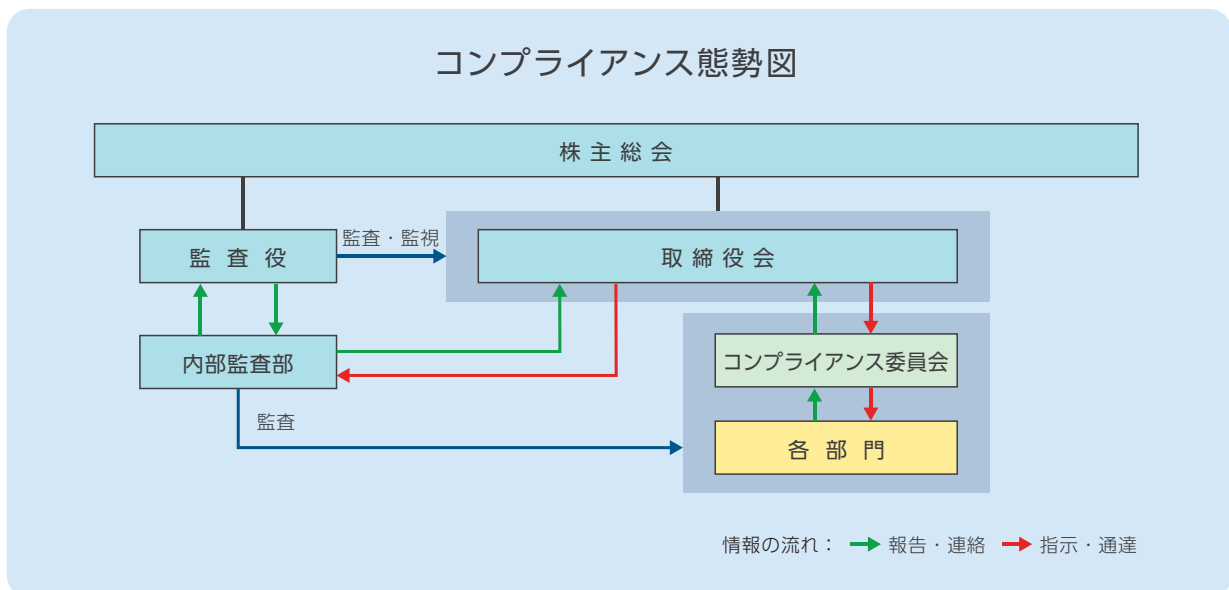 コンプライアンス態勢図
株主総会
監査役
監査・監視
取締役会
内部監査部
コンプライアンス委員会
監査
各部門
情報の流れ： 報告・連絡 指示・通達